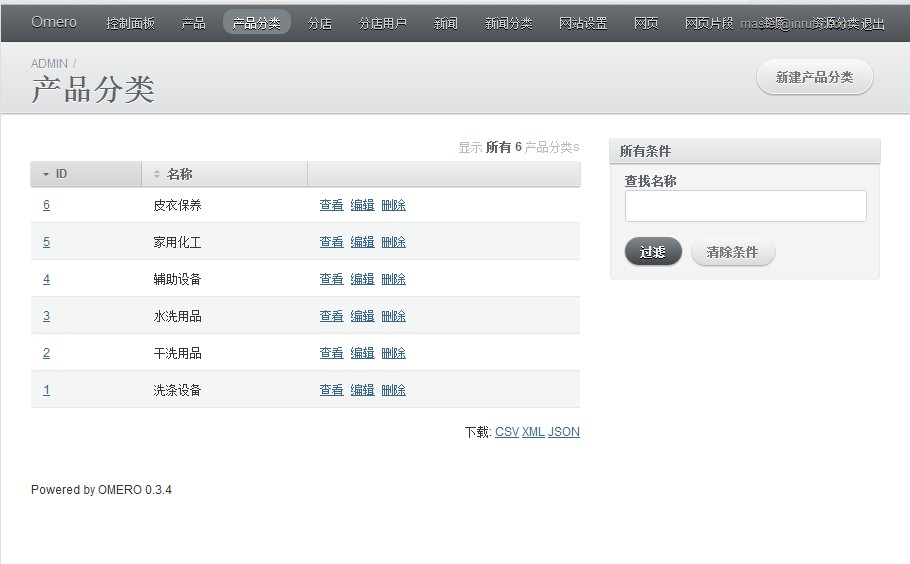 Omero 控制面板 产品 产品分类 分店 分店用户 新闻 新闻分类 网站设置 网页 网页片段 资源 资源分类 退出
ADMIN /
产品分类
新建产品分类
显示 所有 6 产品分类s
ID 名称
6 皮衣保养 查看 编辑 删除
5 家用化工 查看 编辑 删除
4 辅助设备 查看 编辑 删除
3 水洗用品 查看 编辑 删除
2 干洗用品 查看 编辑 删除
1 洗涤设备 查看 编辑 删除
下载: CSV XML JSON
所有条件
查找名称
过滤 清除条件
Powered by OMERO 0.3.4